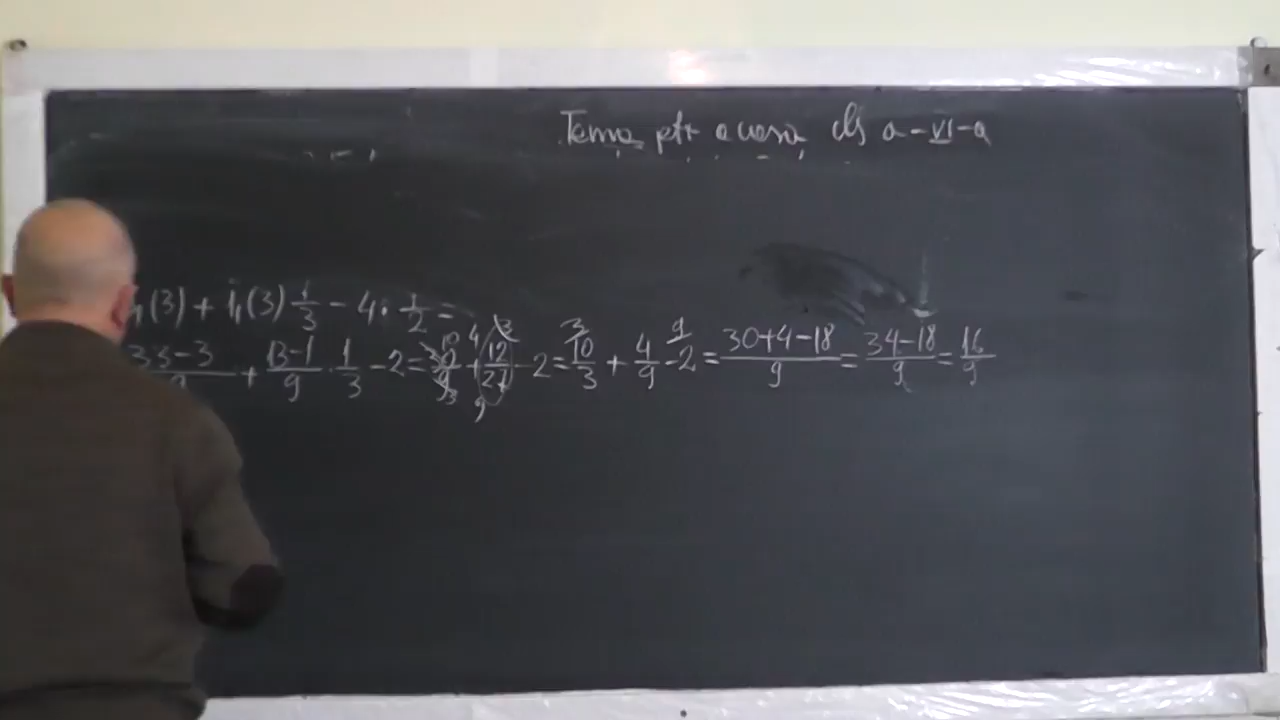 Tema ptr acasă cls a-VI-a
,(3) + 1,(3) 1/3 - 4 · 1/2 =
33-3/9 + 13-1/9 · 1/3 - 2 = 30/9 + 12/27 - 2 = 10/3 + 4/9 - 2 = 30+4-18/9 = 34-18/9 = 16/9